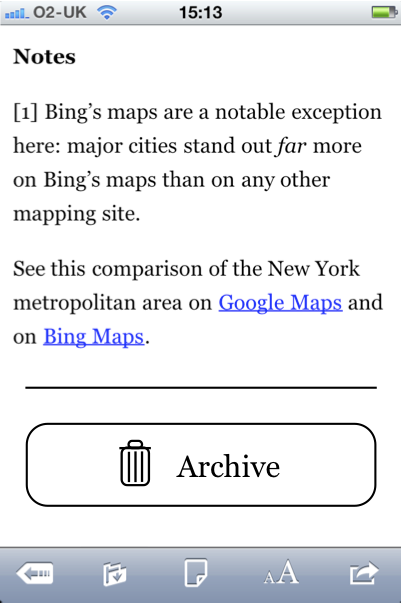 O2-UK 15:13
Notes
[1] Bing’s maps are a notable exception
here: major cities stand out far more
on Bing’s maps than on any other
mapping site.
See this comparison of the New York
metropolitan area on Google Maps and
on Bing Maps.
Archive
AA